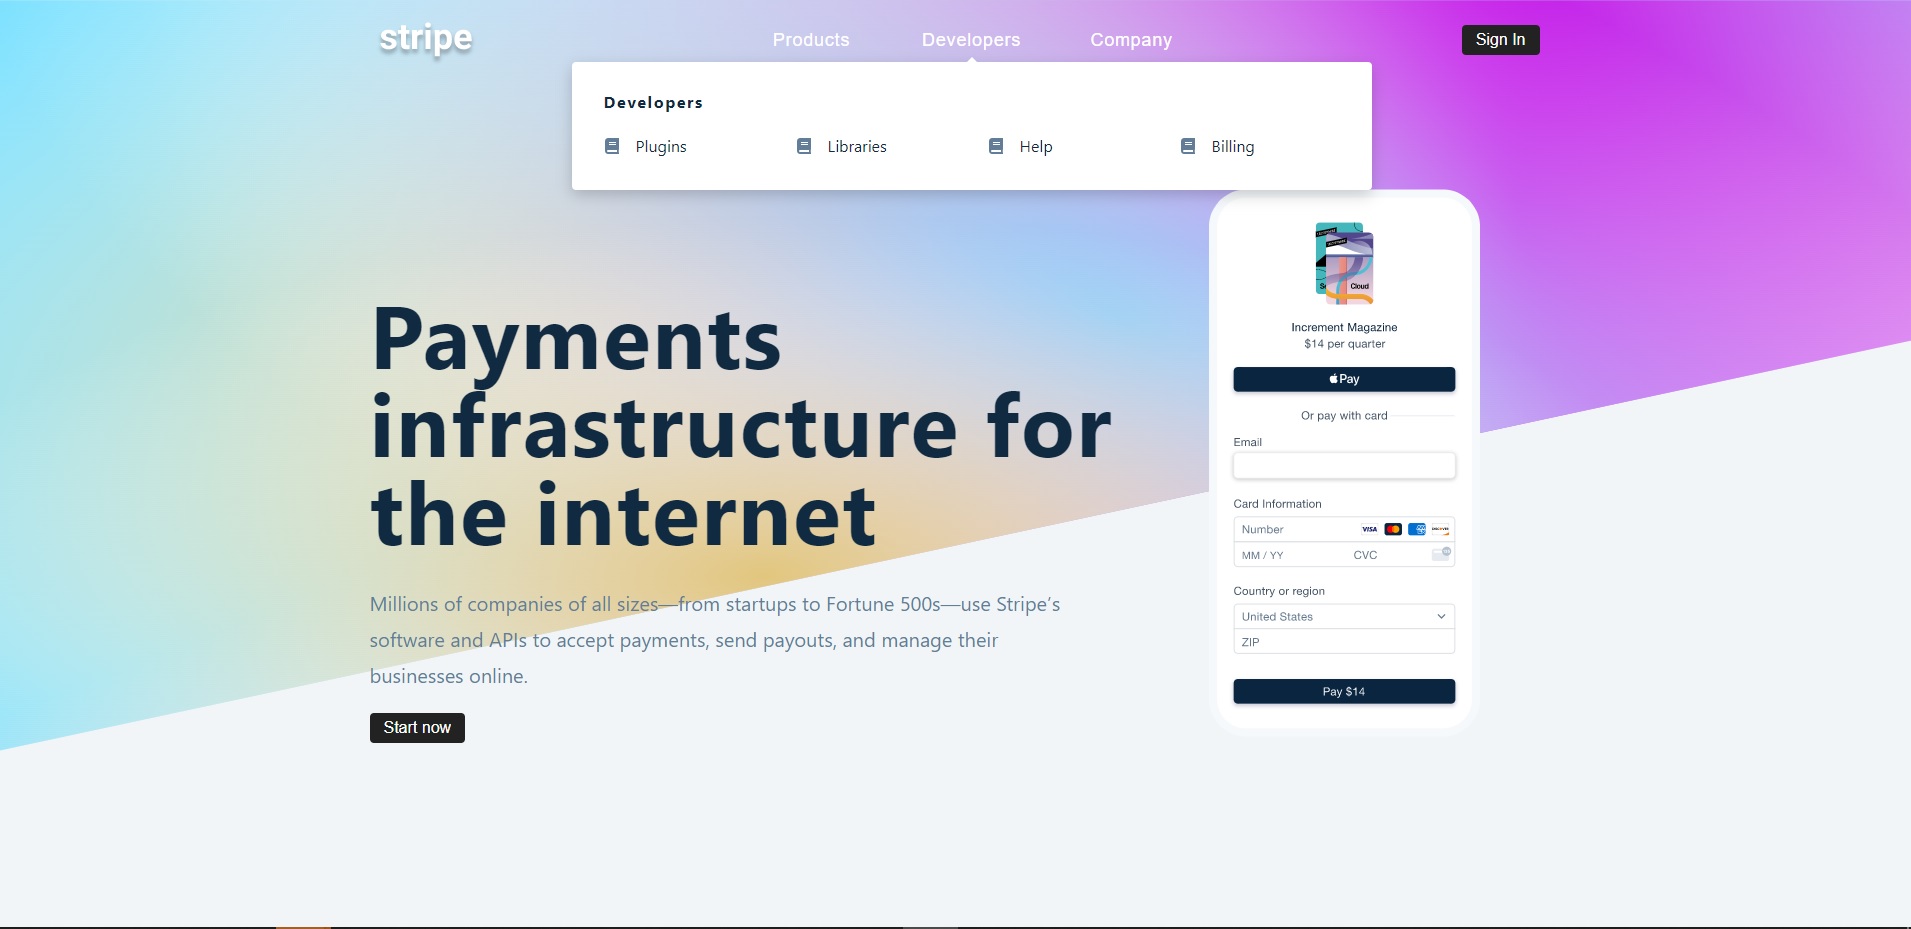 stripe
Products
Developers
Company
Sign In
Developers
Plugins
Libraries
Help
Billing
Payments
infrastructure for
the internet
Millions of companies of all sizes—from startups to Fortune 500s—use Stripe’s
software and APIs to accept payments, send payouts, and manage their
businesses online.
Start now
Cloud
Increment Magazine
$14 per quarter
Pay
Or pay with card
Email
Card Information
Number
VISA
DISCOVER
MM / YY
CVC
Country or region
United States
ZIP
Pay $14